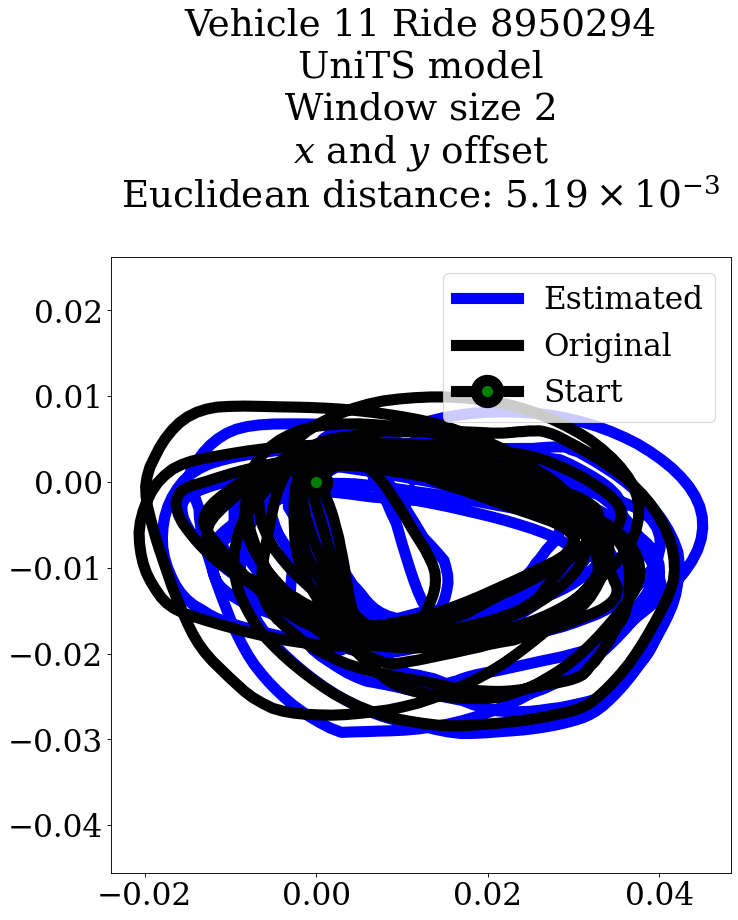 Vehicle 11 Ride 8950294
UniTS model
Window size 2
x and y offset
Euclidean distance: 5.19 × 10⁻³
Estimated
Original
Start
0.02
0.01
0.00
−0.01
−0.02
−0.03
−0.04
−0.02 0.00 0.02 0.04